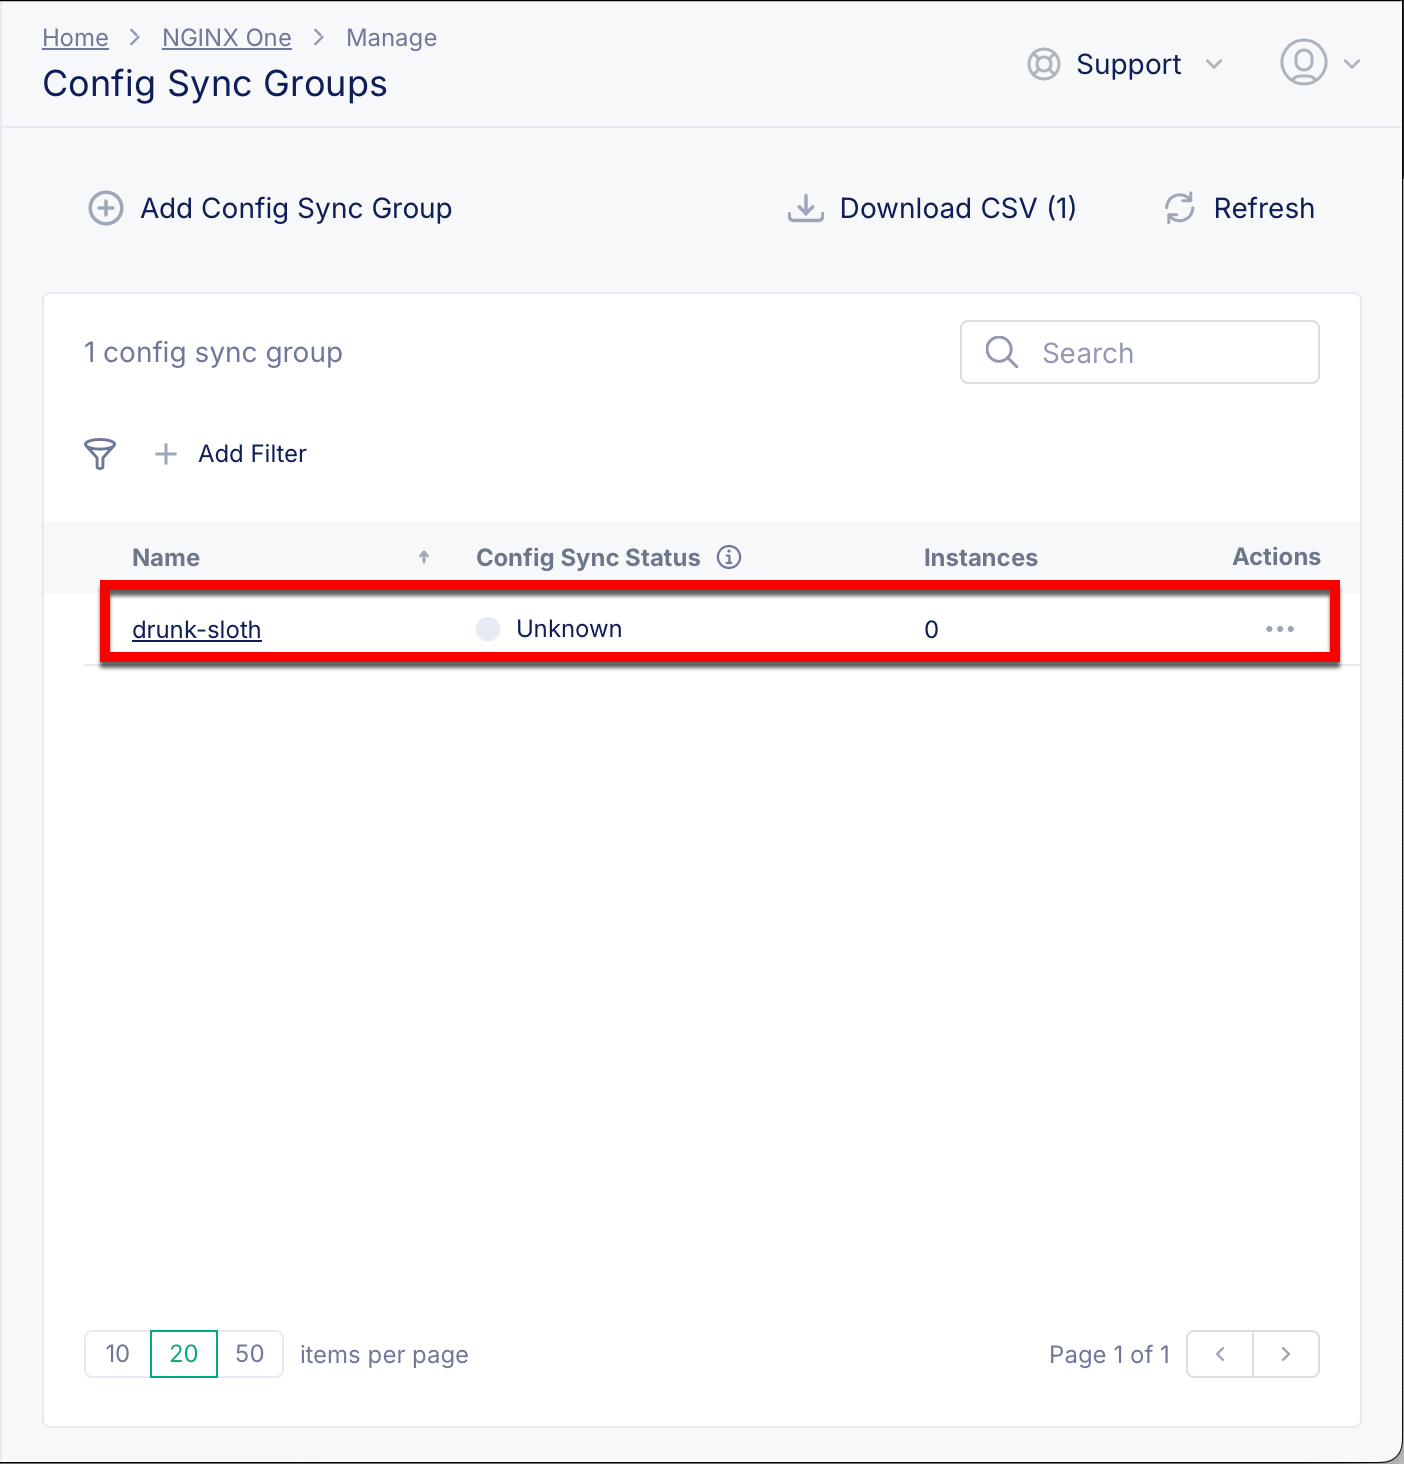 Home > NGINX One > Manage
Config Sync Groups
Support
Add Config Sync Group
Download CSV (1)
Refresh
1 config sync group
Search
Add Filter
Name
Config Sync Status
Instances
Actions
drunk-sloth
Unknown
0
10
20
50
items per page
Page 1 of 1